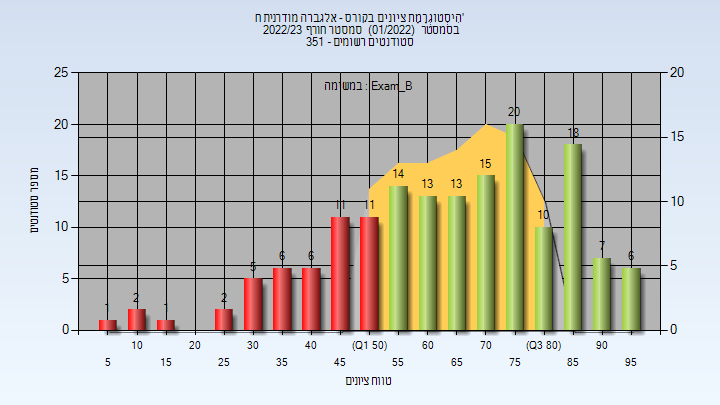 היסטוגרמת ציונים בקורס - אלגברה מודרנית ח'
בסמסטר (01/2022) סמסטר חורף 2022/23
סטודנטים רשומים - 351
במשימה : Exam_B
25 20
20 15
15 10
10 5
5 0
0
מספר סטודנטים
1 2 1 2 5 6 6 11 11 14 13 13 15 20 10 18 7 6
10 20 30 40 (Q1 50) 60 70 (Q3 80) 90
5 15 25 35 45 55 65 75 85 95
טווח ציונים